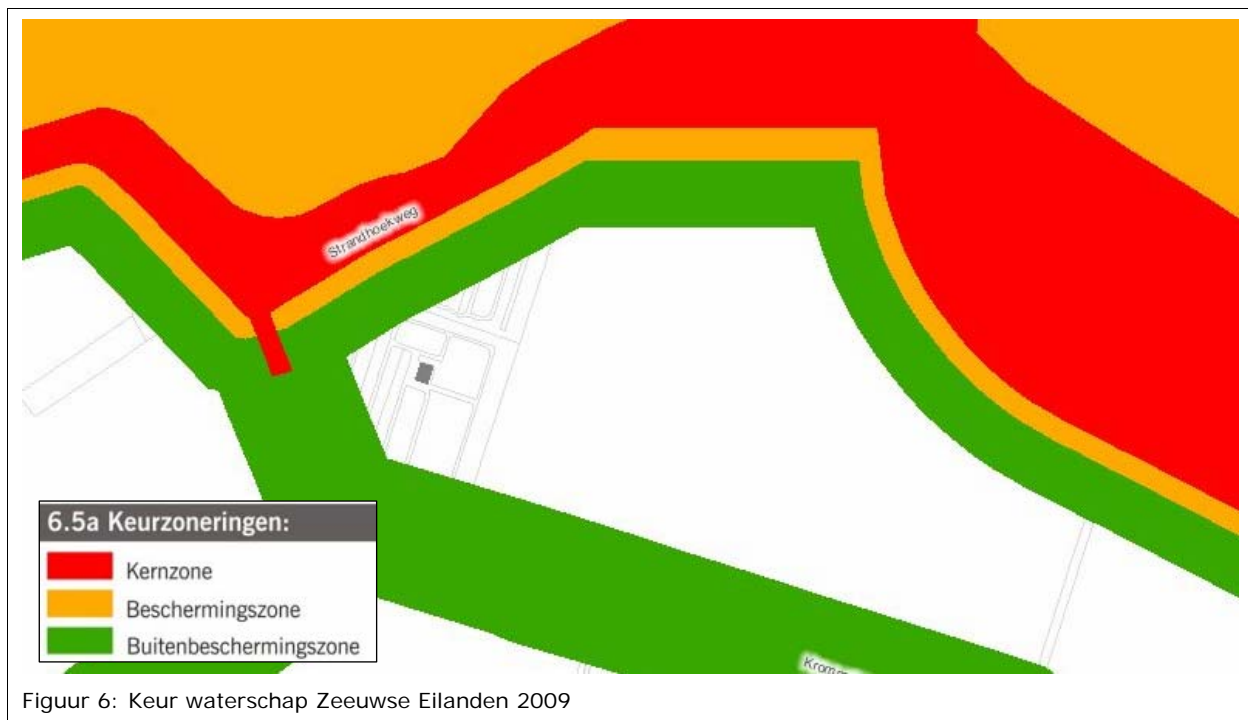 Strandhoekweg
6.5a Keurzoneringen:
Kernzone
Beschermingszone
Buitenbeschermingszone
Figuur 6: Keur waterschap Zeeuwse Eilanden 2009